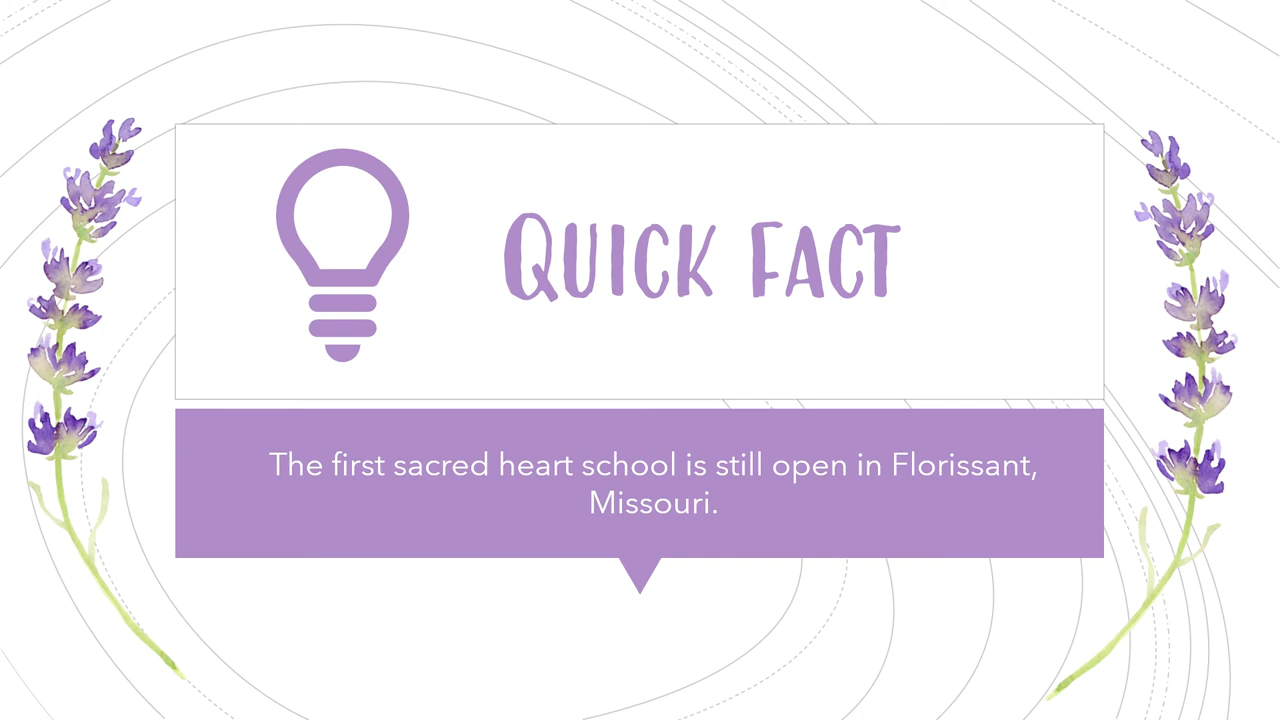 Quick Fact
The first sacred heart school is still open in Florissant,
Missouri.